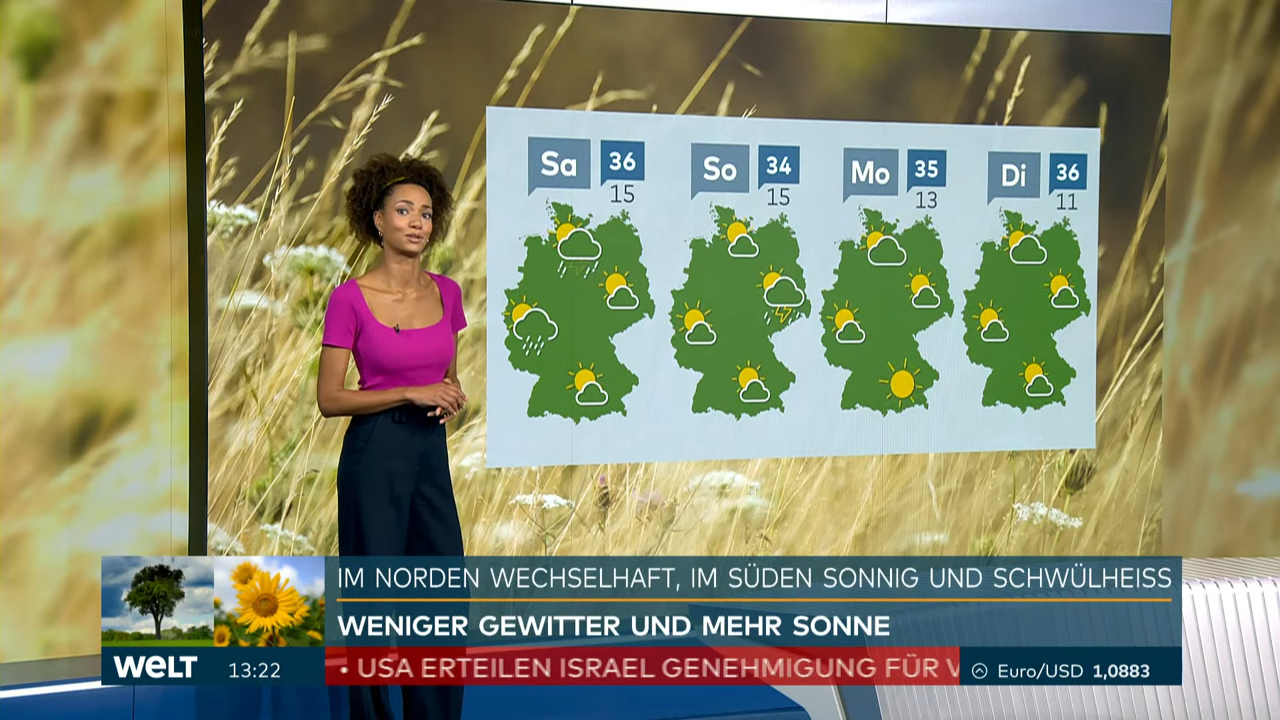 Sa 36 15
So 34 15
Mo 35 13
Di 36 11
IM NORDEN WECHSELHAFT, IM SÜDEN SONNIG UND SCHWÜLHEISS
WENIGER GEWITTER UND MEHR SONNE
WELT 13:22 • USA ERTEILEN ISRAEL GENEHMIGUNG FÜR Euro/USD 1,0883